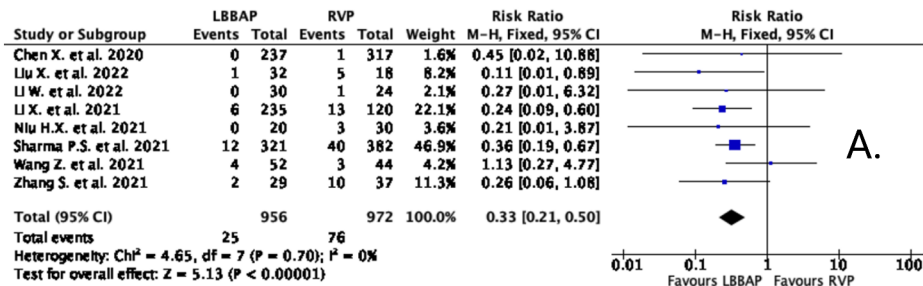 LBBAP RVP Risk Ratio Risk Ratio
Study or Subgroup Events Total Events Total Weight M-H, Fixed, 95% CI M-H, Fixed, 95% CI
Chen X. et al. 2020 0 237 1 317 1.6% 0.45 [0.02, 10.88]
Liu X. et al. 2022 1 32 5 18 8.2% 0.11 [0.01, 0.89]
LI W. et al. 2022 0 30 1 24 2.1% 0.27 [0.01, 6.32]
LI X. et al. 2021 6 235 13 120 22.1% 0.24 [0.09, 0.60]
Niu H.X. et al. 2021 0 20 3 30 3.6% 0.21 [0.01, 3.87]
Sharma P.S. et al. 2021 12 321 40 382 46.9% 0.36 [0.19, 0.67]
A.
Wang Z. et al. 2021 4 52 3 44 4.2% 1.13 [0.27, 4.77]
Zhang S. et al. 2021 2 29 10 37 11.3% 0.26 [0.06, 1.08]
Total (95% CI) 956 972 100.0% 0.33 [0.21, 0.50]
Total events 25 76
Heterogeneity: Chi² = 4.65, df = 7 (P = 0.70); I² = 0%
Test for overall effect: Z = 5.13 (P < 0.00001)
0.01 0.1 1 10 100
Favours LBBAP Favours RVP